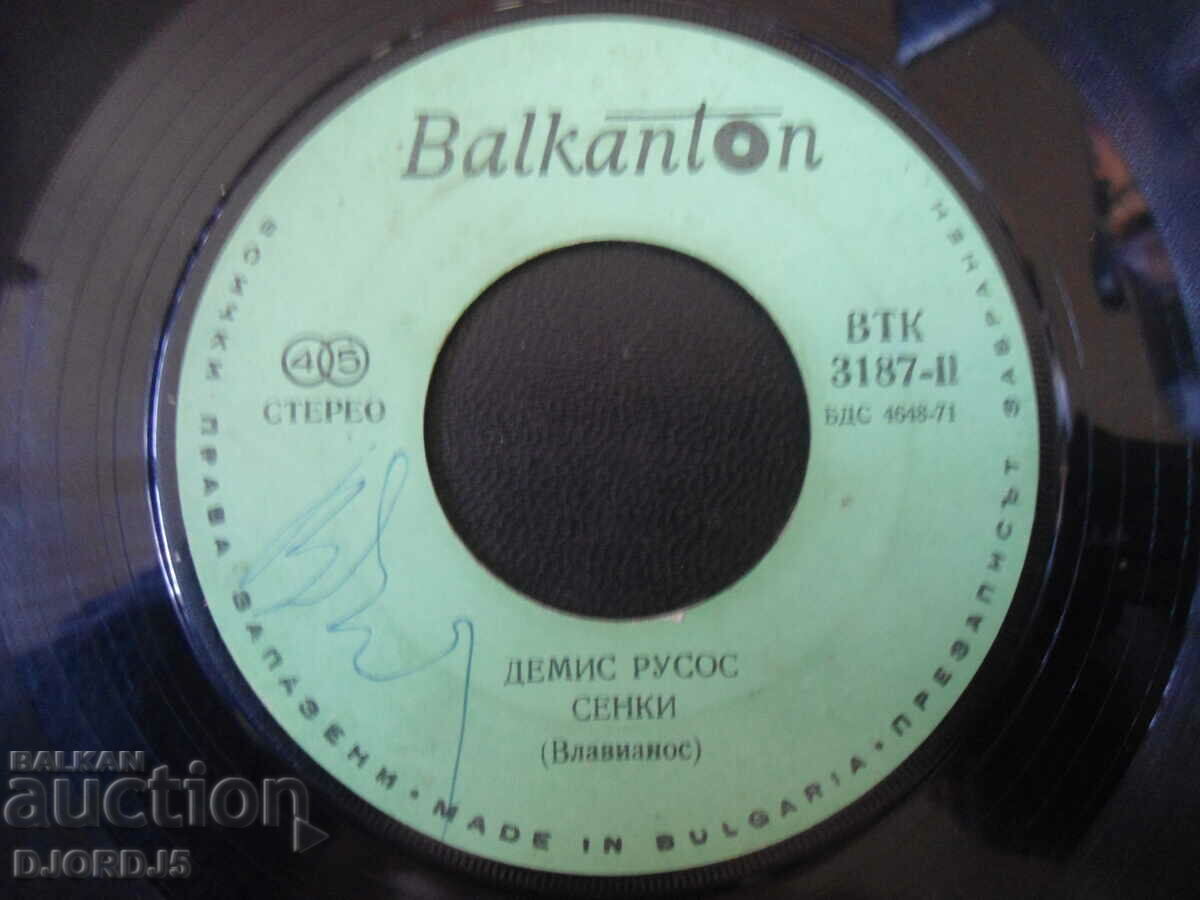 Balkanton
45
СТЕРЕО
ВТК
3187-II
БДС 4648-71
ДЕМИС РУСОС
СЕНКИ
(Влавианос)
ВСИЧКИ ПРАВА ЗАПАЗЕНИ • MADE IN BULGARIA • ПРЕЗАПИСЪТ ЗАБРАНЕН
BALKAN
auction
DJORDJ5